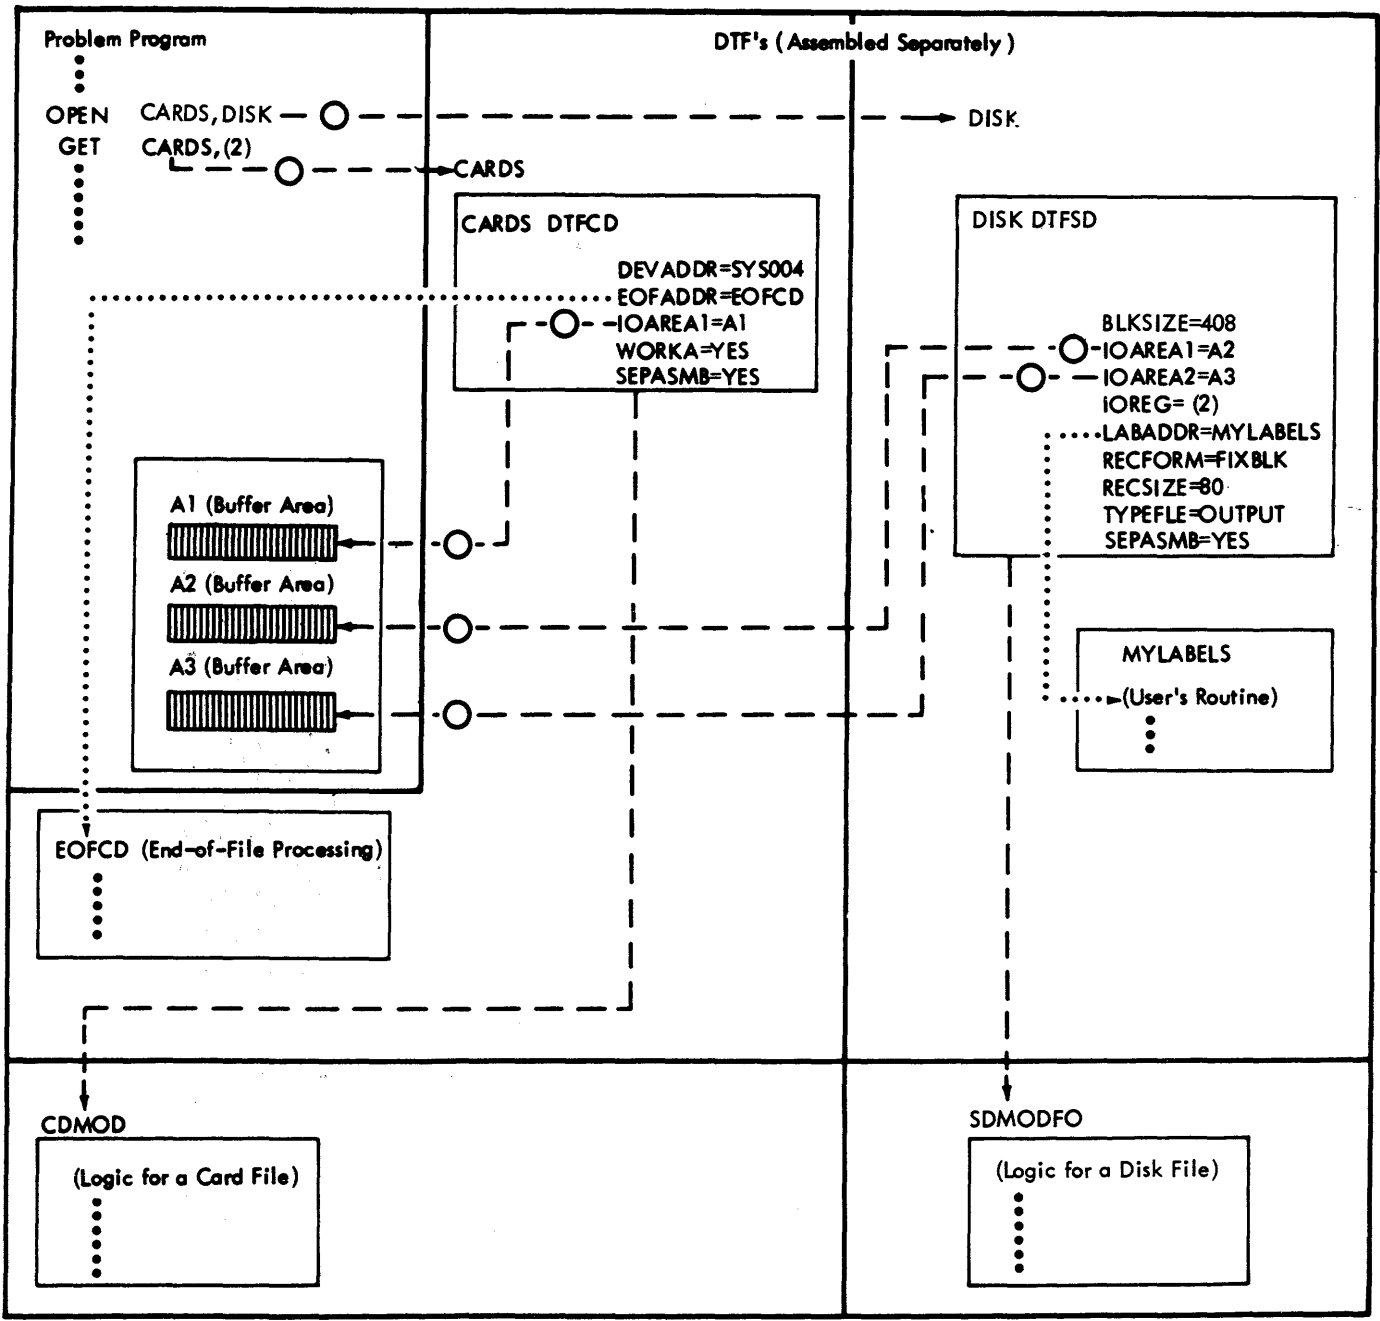 Problem Program
DTF's (Assembled Separately)
OPEN CARDS,DISK
DISK
GET CARDS,(2)
CARDS
CARDS DTFCD
DEVADDR=SYS004
EOFADDR=EOFCD
IOAREA1=A1
WORKA=YES
SEPASMB=YES
DISK DTFSD
BLKSIZE=408
IOAREA1=A2
IOAREA2=A3
IOREG= (2)
LABADDR=MYLABELS
RECFORM=FIXBLK
RECSIZE=80
TYPEFLE=OUTPUT
SEPASMB=YES
A1 (Buffer Area)
A2 (Buffer Area)
A3 (Buffer Area)
MYLABELS
(User's Routine)
EOFCD (End-of-File Processing)
CDMOD
(Logic for a Card File)
SDMODFO
(Logic for a Disk File)